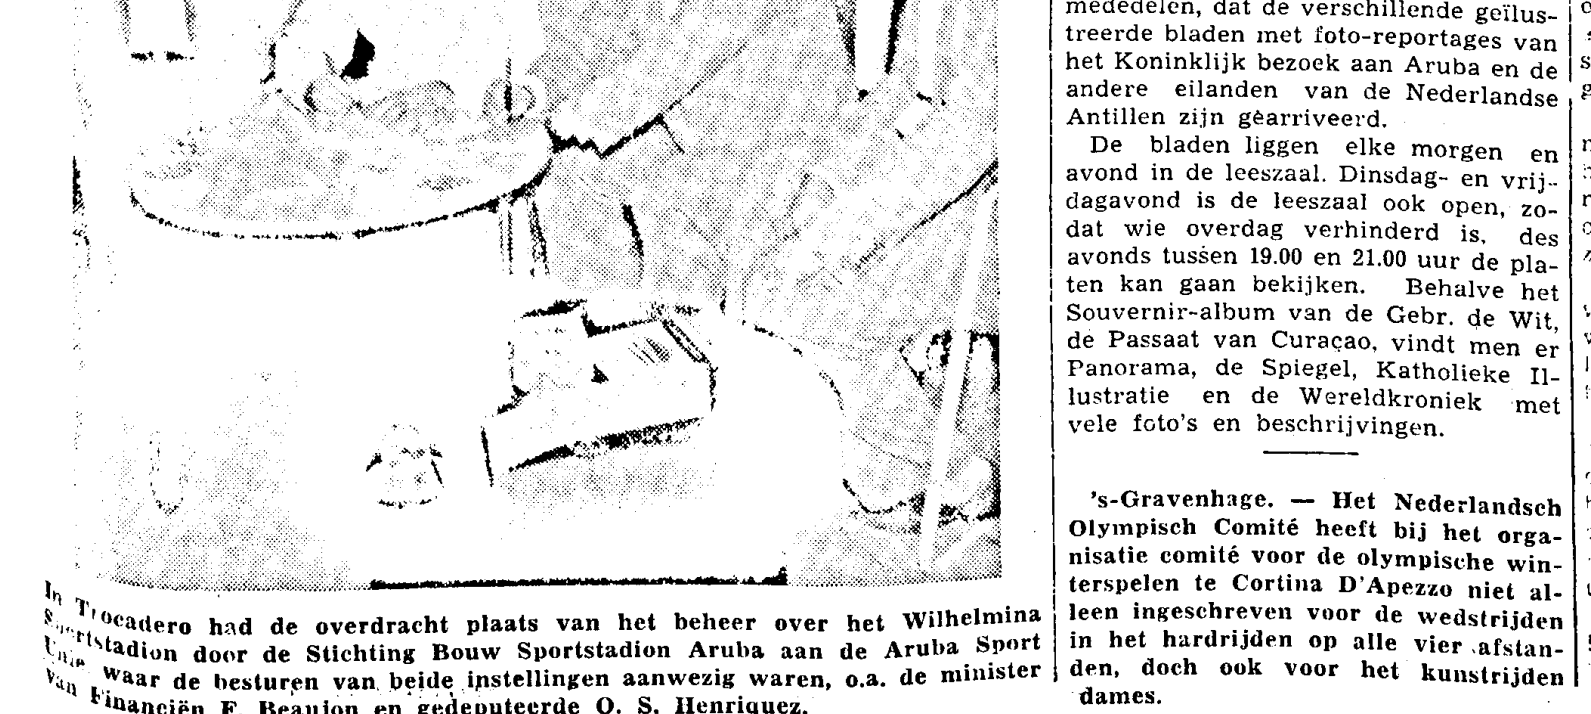 In Trocadero had de overdracht plaats van het beheer over het Wilhelmina
Sportstadion door de Stichting Bouw Sportstadion Aruba aan de Aruba Sport
Unie waar de besturen van beide instellingen aanwezig waren, o.a. de minister
van Financiën F. Beaujon en gedeputeerde O. S. Henriquez.
mededelen, dat de verschillende geïlus-
treerde bladen met foto-reportages van
het Koninklijk bezoek aan Aruba en de
andere eilanden van de Nederlandse
Antillen zijn gearriveerd.
De bladen liggen elke morgen en
avond in de leeszaal. Dinsdag- en vrij-
dagavond is de leeszaal ook open, zo-
dat wie overdag verhinderd is, des
avonds tussen 19.00 en 21.00 uur de pla-
ten kan gaan bekijken. Behalve het
Souvernir-album van de Gebr. de Wit,
de Passaat van Curaçao, vindt men er
Panorama, de Spiegel, Katholieke Il-
lustratie en de Wereldkroniek met
vele foto's en beschrijvingen.
's-Gravenhage. — Het Nederlandsch
Olympisch Comité heeft bij het orga-
nisatie comité voor de olympische win-
terspelen te Cortina D'Apezzo niet al-
leen ingeschreven voor de wedstrijden
in het hardrijden op alle vier afstan-
den, doch ook voor het kunstrijden
dames.